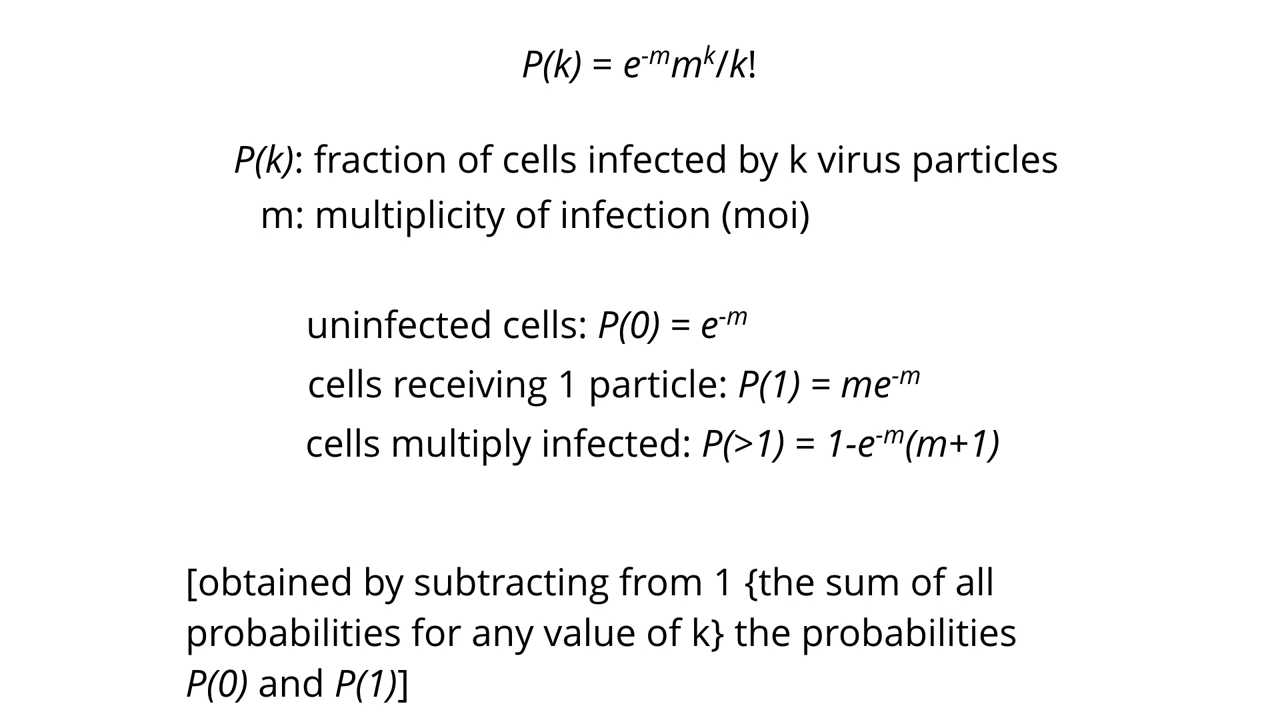 P(k) = e⁻ᵐmᵏ/k!
P(k): fraction of cells infected by k virus particles
m: multiplicity of infection (moi)
uninfected cells: P(0) = e⁻ᵐ
cells receiving 1 particle: P(1) = me⁻ᵐ
cells multiply infected: P(>1) = 1-e⁻ᵐ(m+1)
[obtained by subtracting from 1 {the sum of all
probabilities for any value of k} the probabilities
P(0) and P(1)]